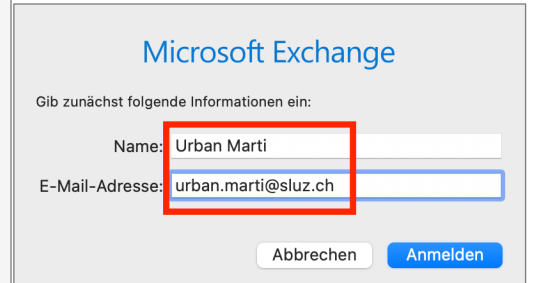 Microsoft Exchange
Gib zunächst folgende Informationen ein:
Name: Urban Marti
E-Mail-Adresse: urban.marti@sluz.ch
Abbrechen Anmelden